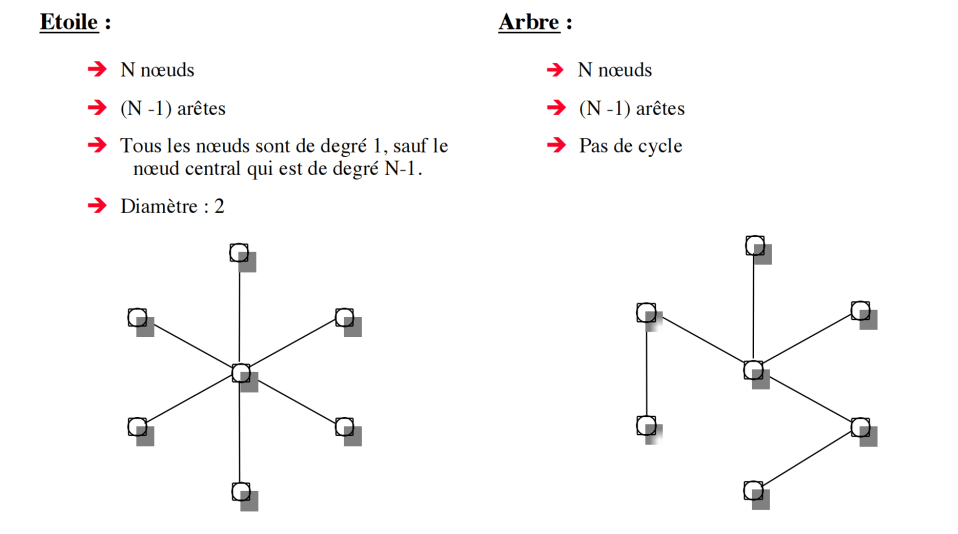 Etoile :
➔ N nœuds
➔ (N -1) arêtes
➔ Tous les nœuds sont de degré 1, sauf le
nœud central qui est de degré N-1.
➔ Diamètre : 2
Arbre :
➔ N nœuds
➔ (N -1) arêtes
➔ Pas de cycle